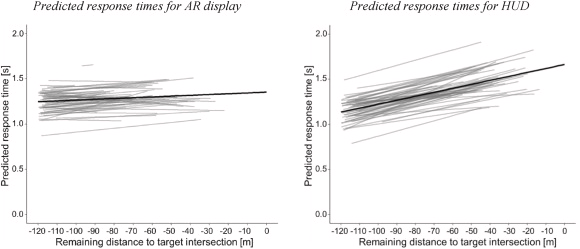 Predicted response times for AR display
Predicted response time [s]
2.0
1.5
1.0
0.5
0.0
-120 -110 -100 -90 -80 -70 -60 -50 -40 -30 -20 -10 0
Remaining distance to target intersection [m]
Predicted response times for HUD
Predicted response time [s]
2.0
1.5
1.0
0.5
0.0
-120 -110 -100 -90 -80 -70 -60 -50 -40 -30 -20 -10 0
Remaining distance to target intersection [m]